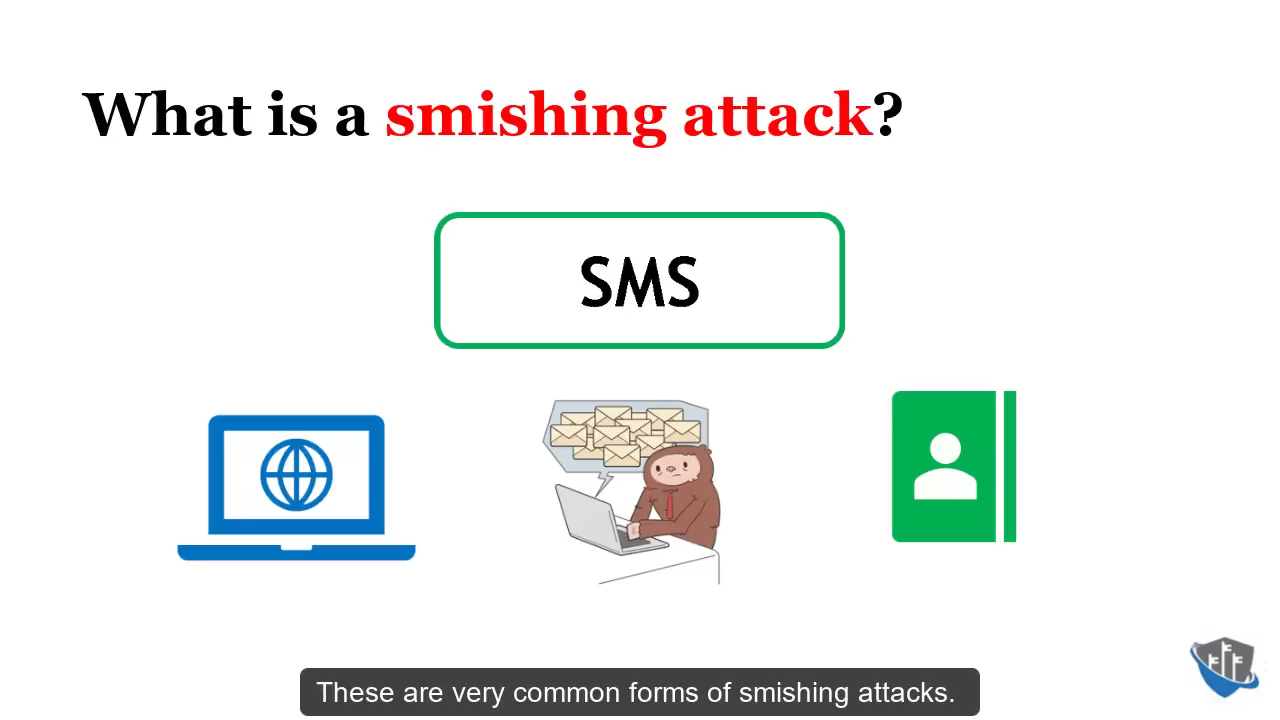 What is a smishing attack?
SMS
These are very common forms of smishing attacks.